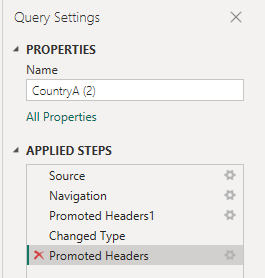 Query Settings
PROPERTIES
Name
CountryA (2)
All Properties
APPLIED STEPS
Source
Navigation
Promoted Headers1
Changed Type
Promoted Headers